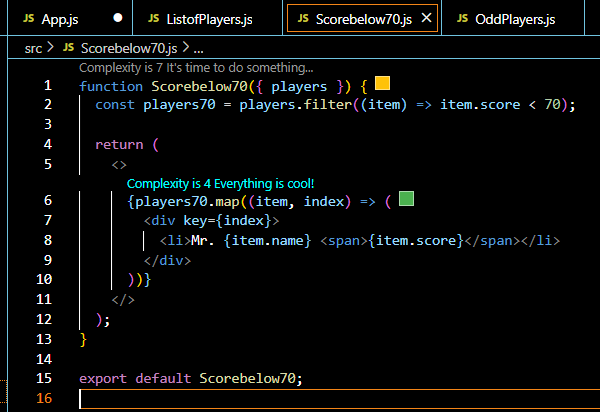 JS App.js ● JS ListofPlayers.js JS Scorebelow70.js × JS OddPlayers.js
src > JS Scorebelow70.js > ...
Complexity is 7 It's time to do something...
1 function Scorebelow70({ players }) {
2   const players70 = players.filter((item) => item.score < 70);
3
4   return (
5     <>
Complexity is 4 Everything is cool!
6       {players70.map((item, index) => (
7         <div key={index}>
8           <li>Mr. {item.name} <span>{item.score}</span></li>
9         </div>
10       ))}
11     </>
12   );
13 }
14
15 export default Scorebelow70;
16